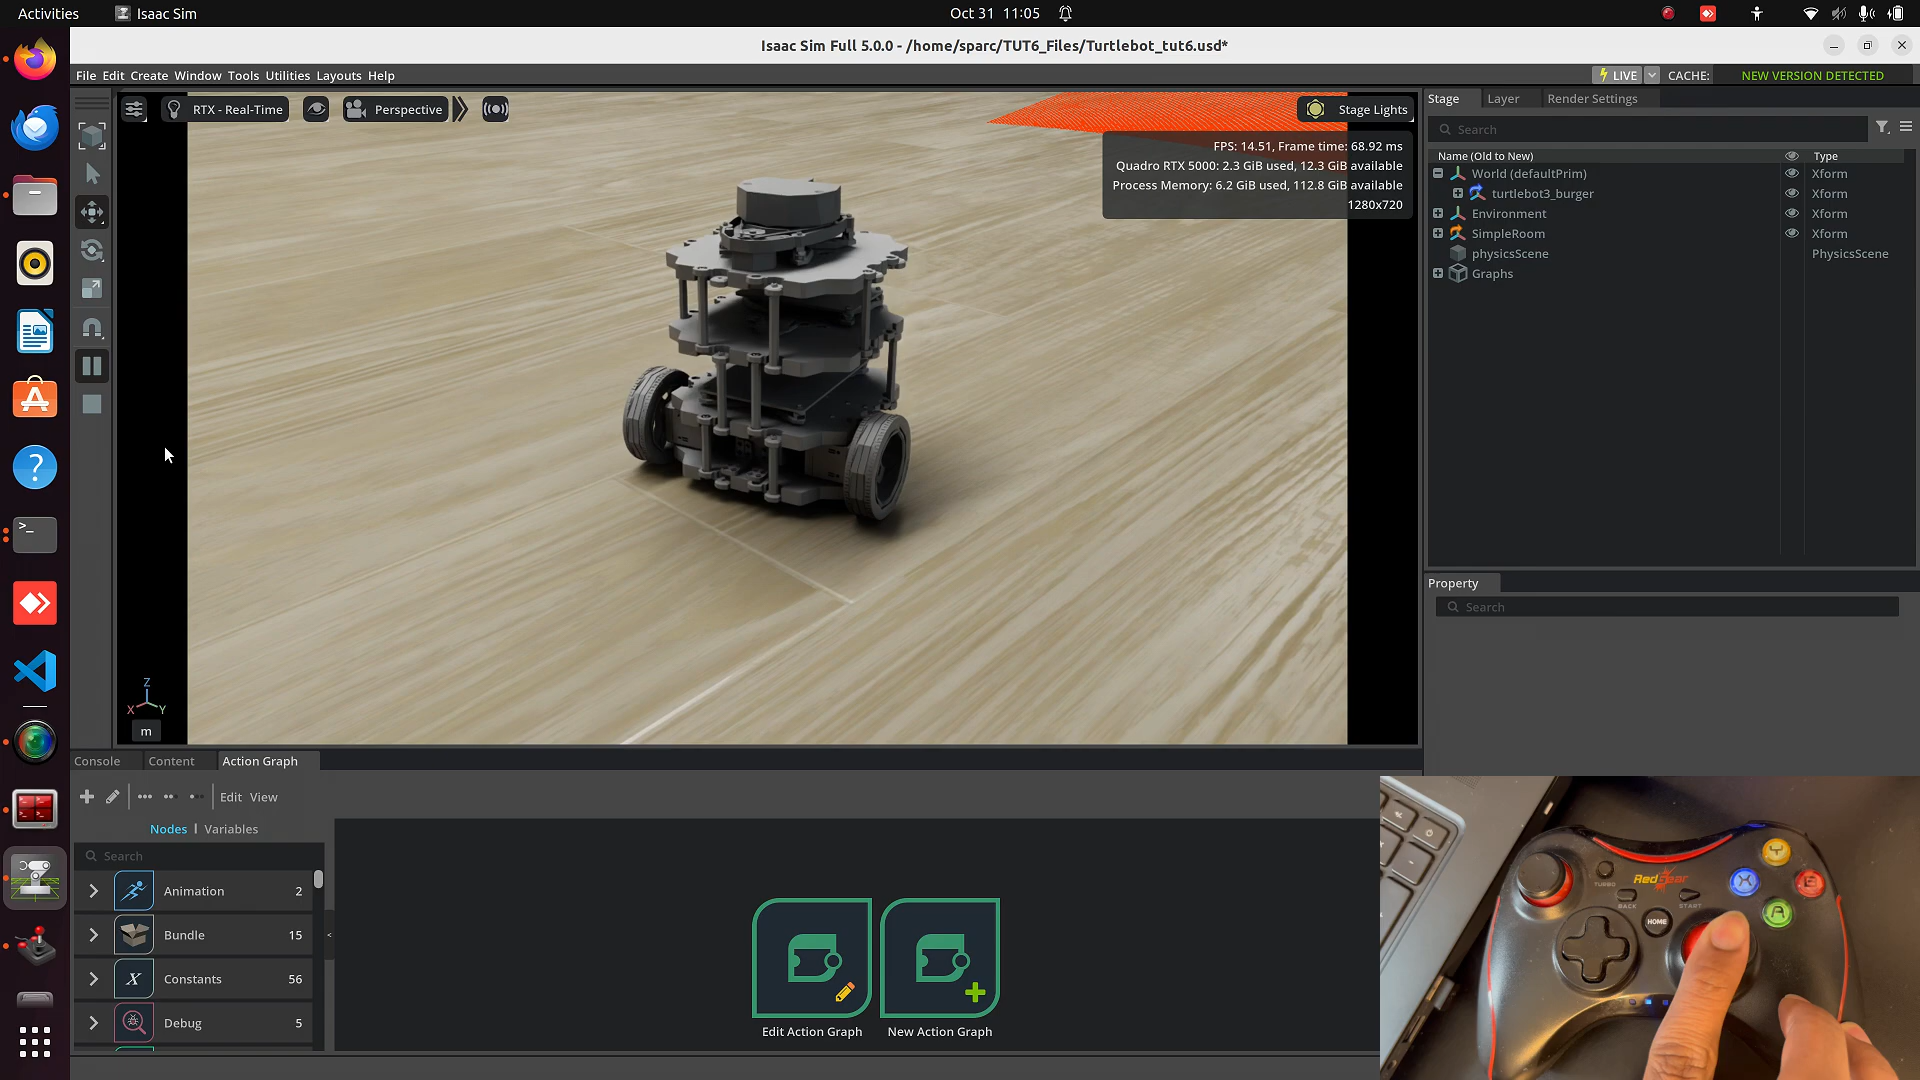 Activities
Isaac Sim
Oct 31 11:05
Isaac Sim Full 5.0.0 - /home/sparc/TUT6_Files/Turtlebot_tut6.usd*
File Edit Create Window Tools Utilities Layouts Help
LIVE
CACHE:
NEW VERSION DETECTED
RTX - Real-Time
Perspective
Stage Lights
FPS: 14.51, Frame time: 68.92 ms
Quadro RTX 5000: 2.3 GiB used, 12.3 GiB available
Process Memory: 6.2 GiB used, 112.8 GiB available
1280x720
Stage
Layer
Render Settings
Search
Name (Old to New)
Type
World (defaultPrim)
Xform
turtlebot3_burger
Xform
Environment
Xform
SimpleRoom
Xform
physicsScene
PhysicsScene
Graphs
Property
Search
Z
X
Y
m
Console
Content
Action Graph
Edit View
Nodes | Variables
Search
Animation 2
Bundle 15
X
Constants 56
Debug 5
<
Edit Action Graph
New Action Graph
RedGear
TURBO
BACK
START
HOME
Y
X
B
A